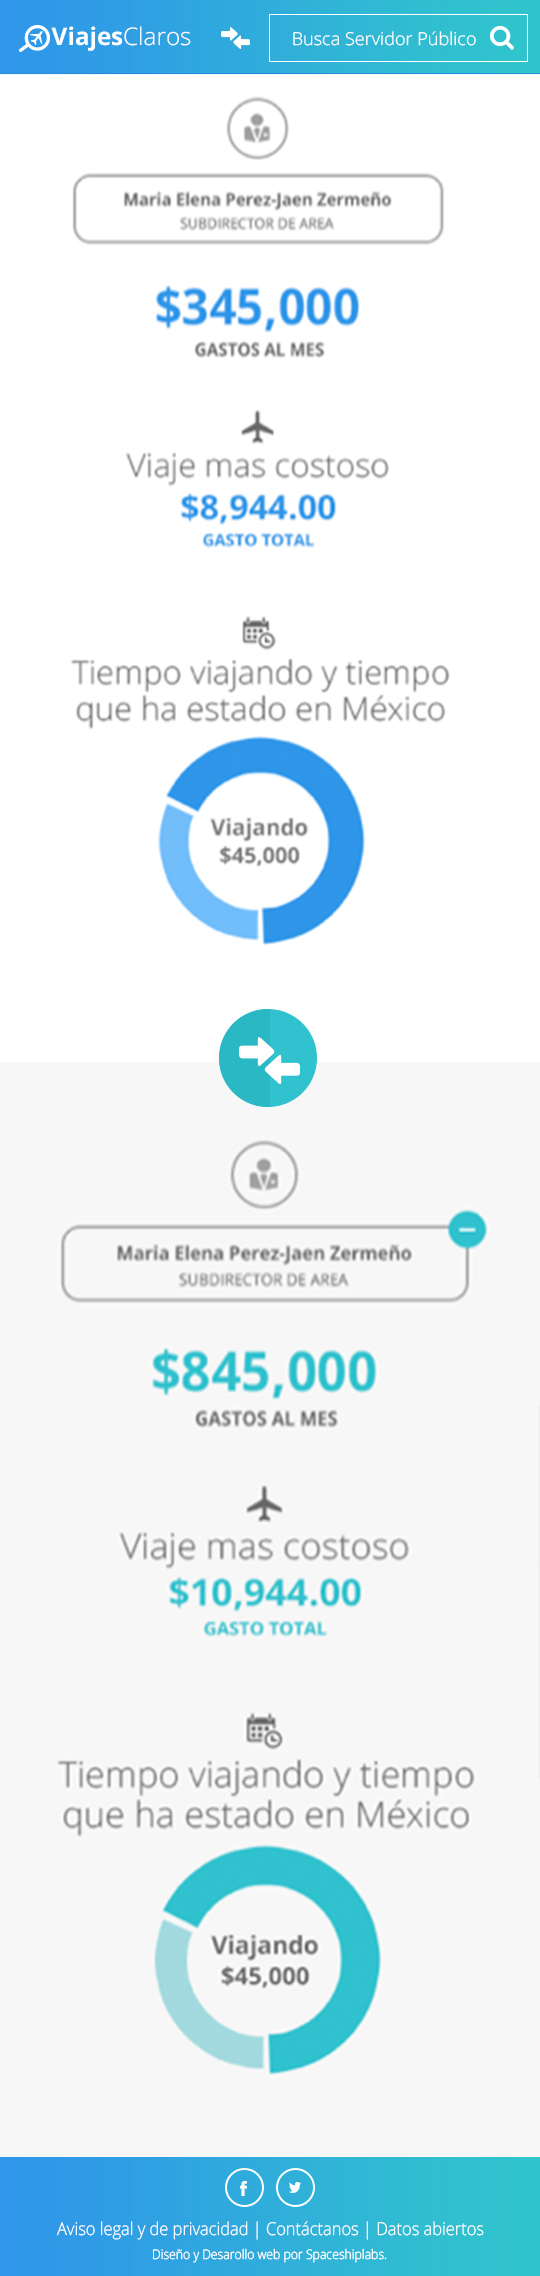 ViajesClaros
Busca Servidor Público
Maria Elena Perez-Jaen Zermeño
SUBDIRECTOR DE AREA
$345,000
GASTOS AL MES
Viaje mas costoso
$8,944.00
GASTO TOTAL
Tiempo viajando y tiempo
que ha estado en México
Viajando
$45,000
Maria Elena Perez-Jaen Zermeño
SUBDIRECTOR DE AREA
$845,000
GASTOS AL MES
Viaje mas costoso
$10,944.00
GASTO TOTAL
Tiempo viajando y tiempo
que ha estado en México
Viajando
$45,000
Aviso legal y de privacidad | Contáctanos | Datos abiertos
Diseño y Desarollo web por Spaceshiplabs.